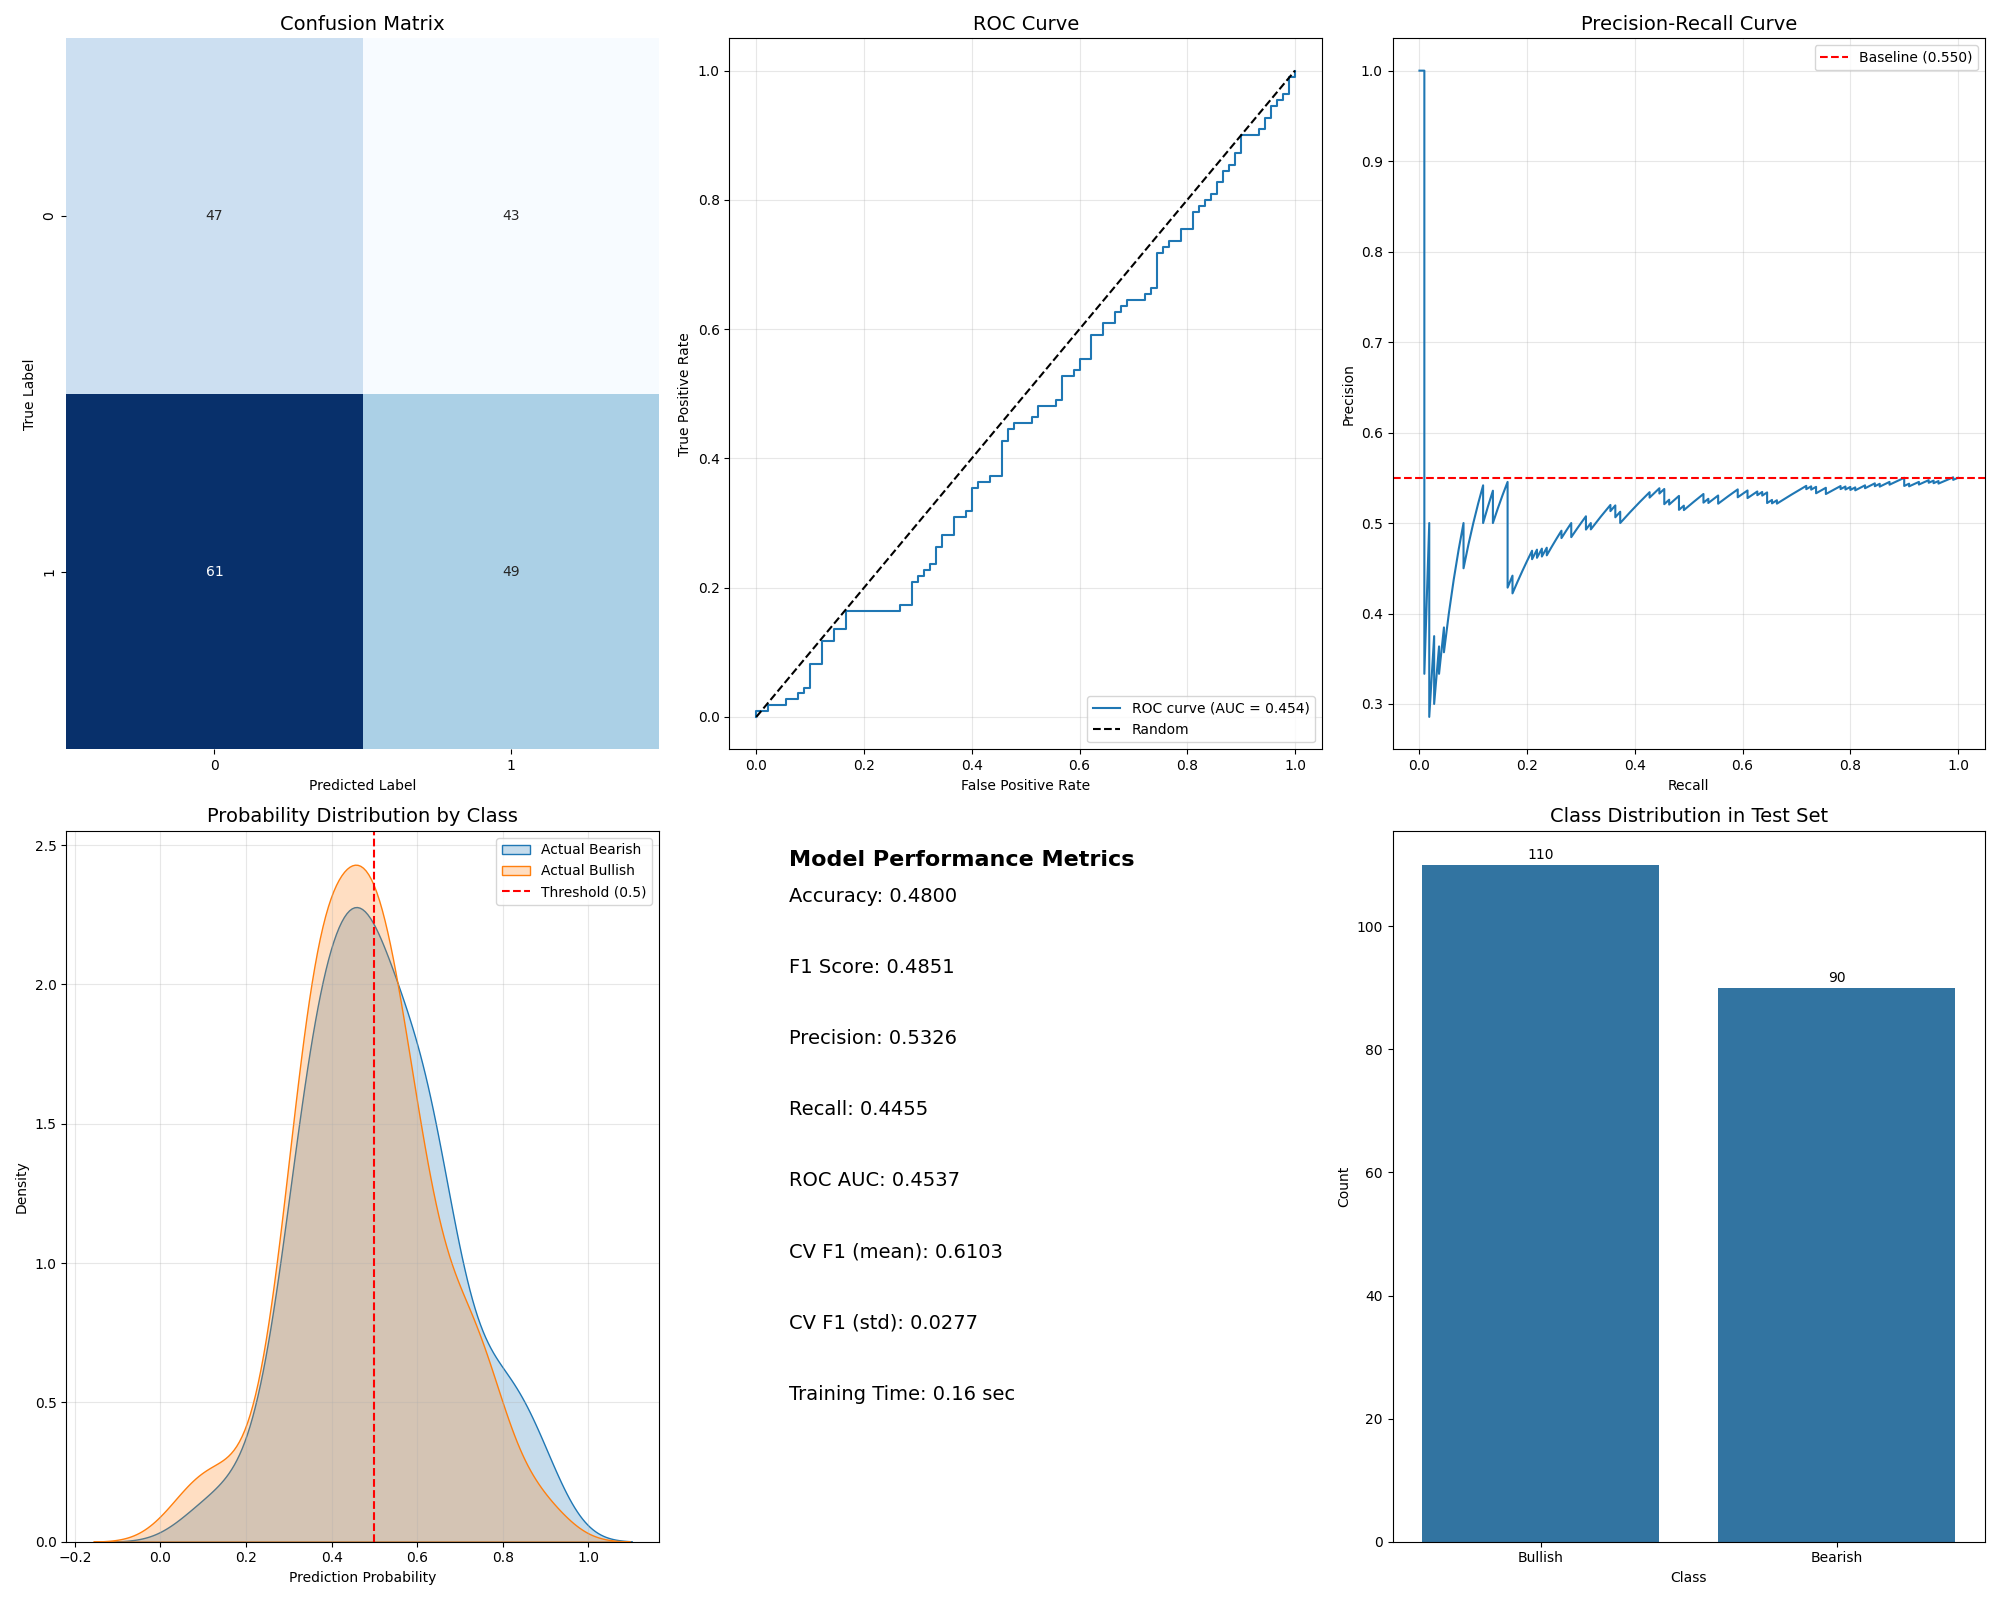 Confusion Matrix
47
43
61
49
0
1
True Label
0
1
Predicted Label
ROC Curve
1.0
0.8
0.6
0.4
0.2
0.0
True Positive Rate
ROC curve (AUC = 0.454)
Random
0.0
0.2
0.4
0.6
0.8
1.0
False Positive Rate
Precision-Recall Curve
Baseline (0.550)
1.0
0.9
0.8
0.7
0.6
0.5
0.4
0.3
Precision
0.0
0.2
0.4
0.6
0.8
1.0
Recall
Probability Distribution by Class
Actual Bearish
Actual Bullish
Threshold (0.5)
2.5
2.0
1.5
1.0
0.5
0.0
Density
−0.2
0.0
0.2
0.4
0.6
0.8
1.0
Prediction Probability
Model Performance Metrics
Accuracy: 0.4800
F1 Score: 0.4851
Precision: 0.5326
Recall: 0.4455
ROC AUC: 0.4537
CV F1 (mean): 0.6103
CV F1 (std): 0.0277
Training Time: 0.16 sec
Class Distribution in Test Set
110
90
100
80
60
40
20
0
Count
Bullish
Bearish
Class